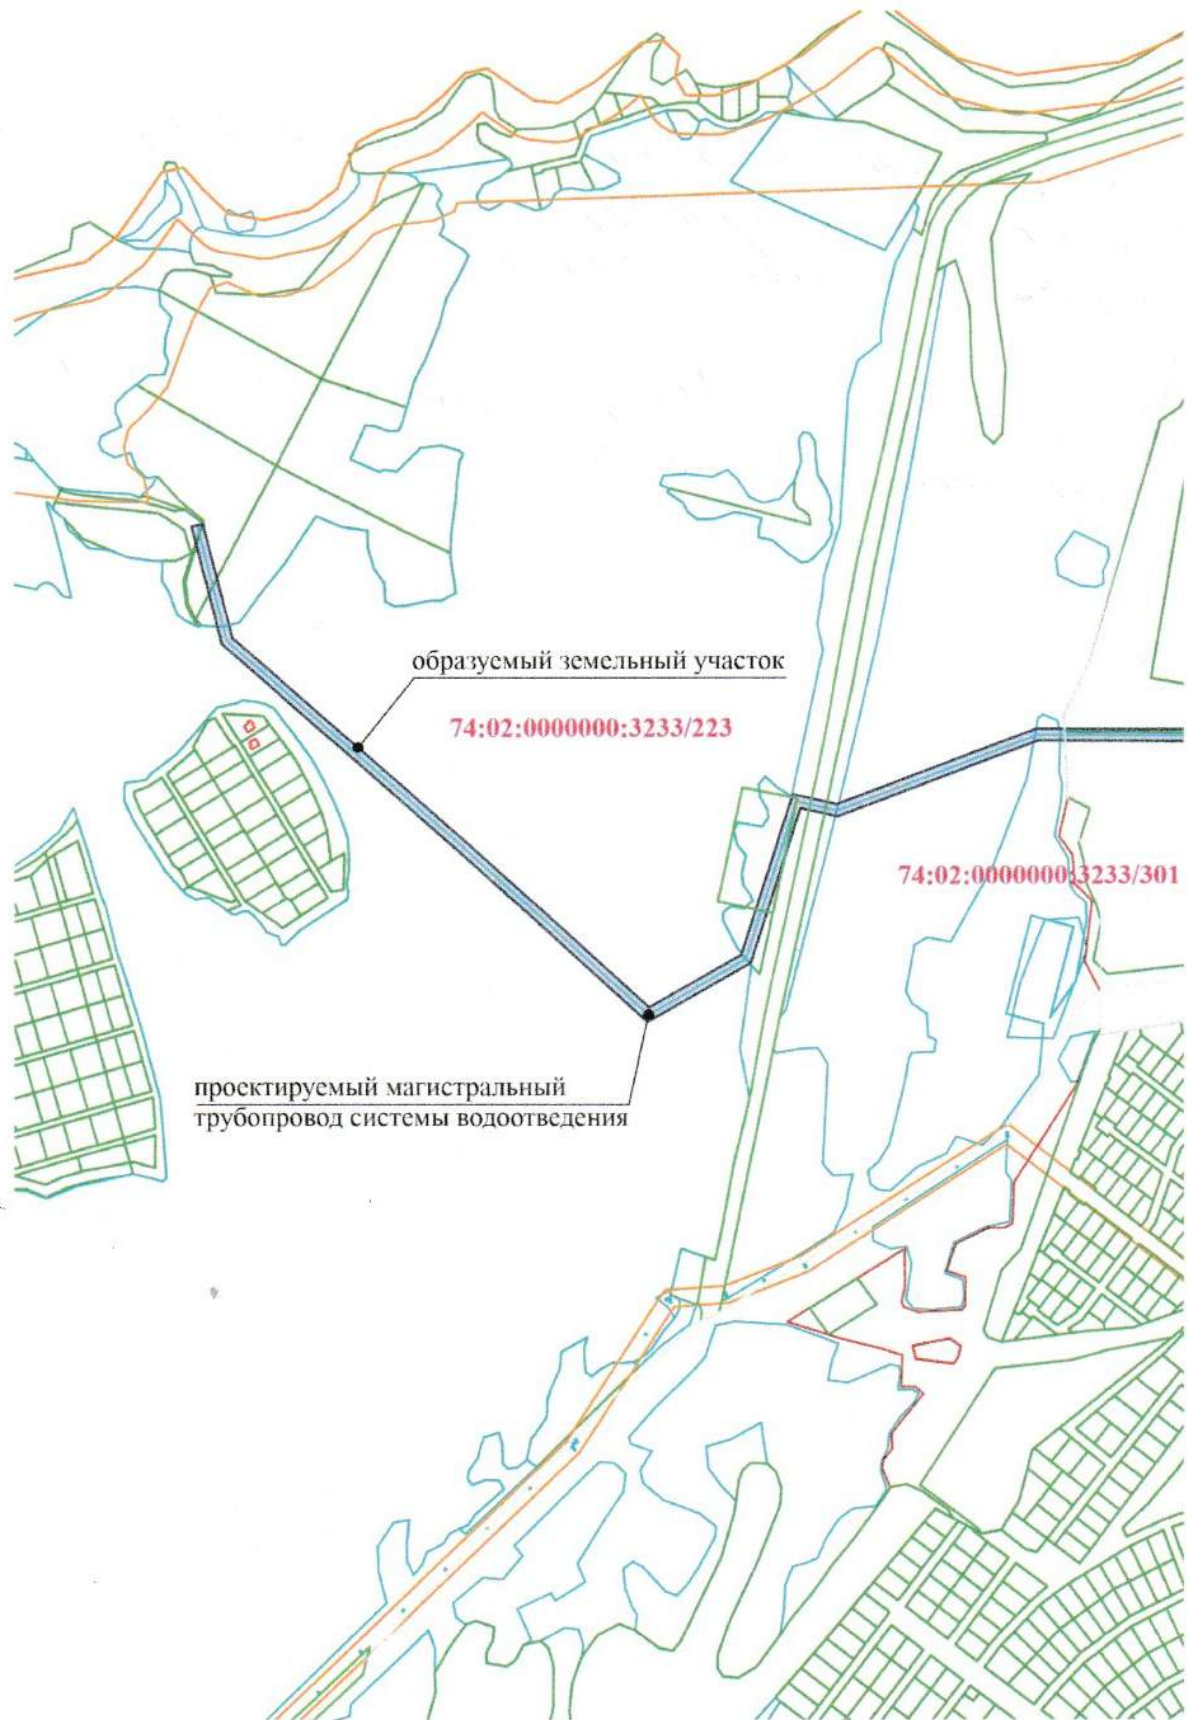 образуемый земельный участок
74:02:0000000:3233/223
74:02:0000000:3233/301
проектируемый магистральный
трубопровод системы водоотведения